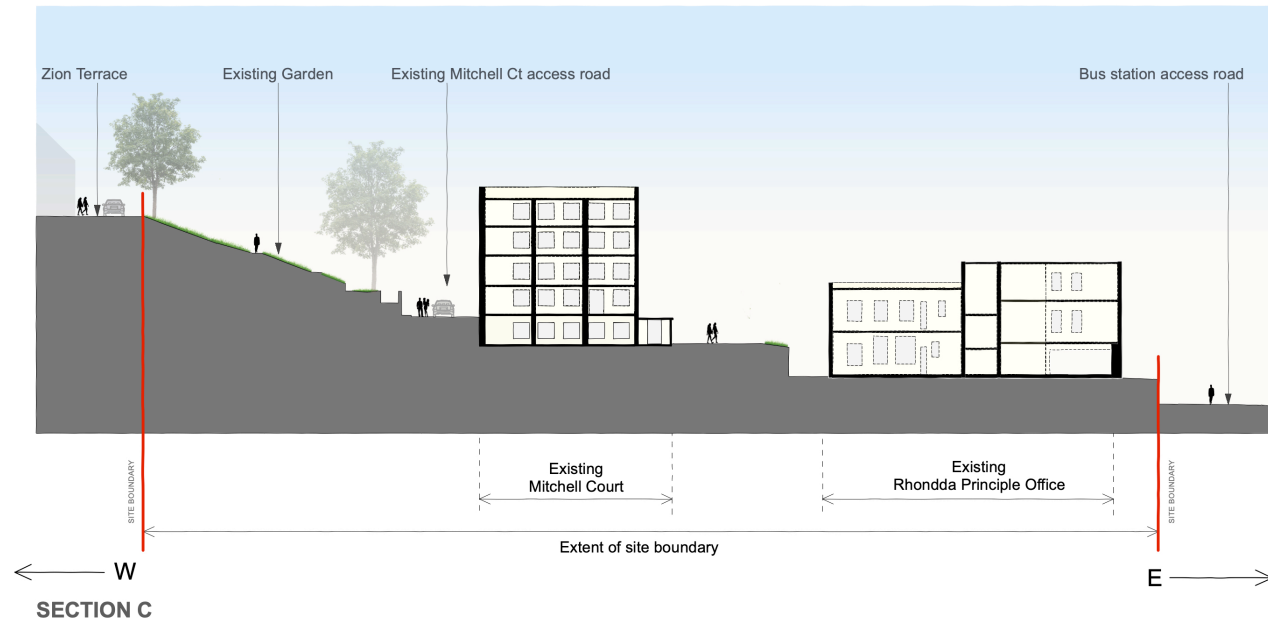 Zion Terrace
Existing Garden
Existing Mitchell Ct access road
Bus station access road
SITE BOUNDARY
Existing
Mitchell Court
Existing
Rhondda Principle Office
SITE BOUNDARY
Extent of site boundary
W
E
SECTION C